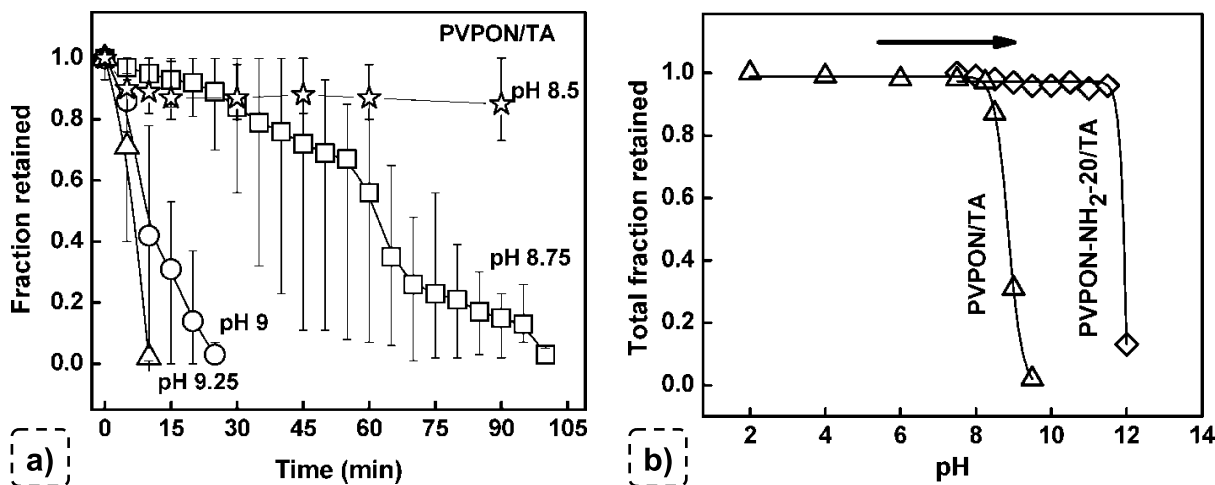 PVPON/TA
1.0
0.8
0.6
0.4
0.2
0.0
Fraction retained
pH 8.5
pH 8.75
pH 9
pH 9.25
0 15 30 45 60 75 90 105
Time (min)
a)
1.0
0.8
0.6
0.4
0.2
0.0
Total fraction retained
PVPON/TA
PVPON-NH2-20/TA
2 4 6 8 10 12 14
pH
b)